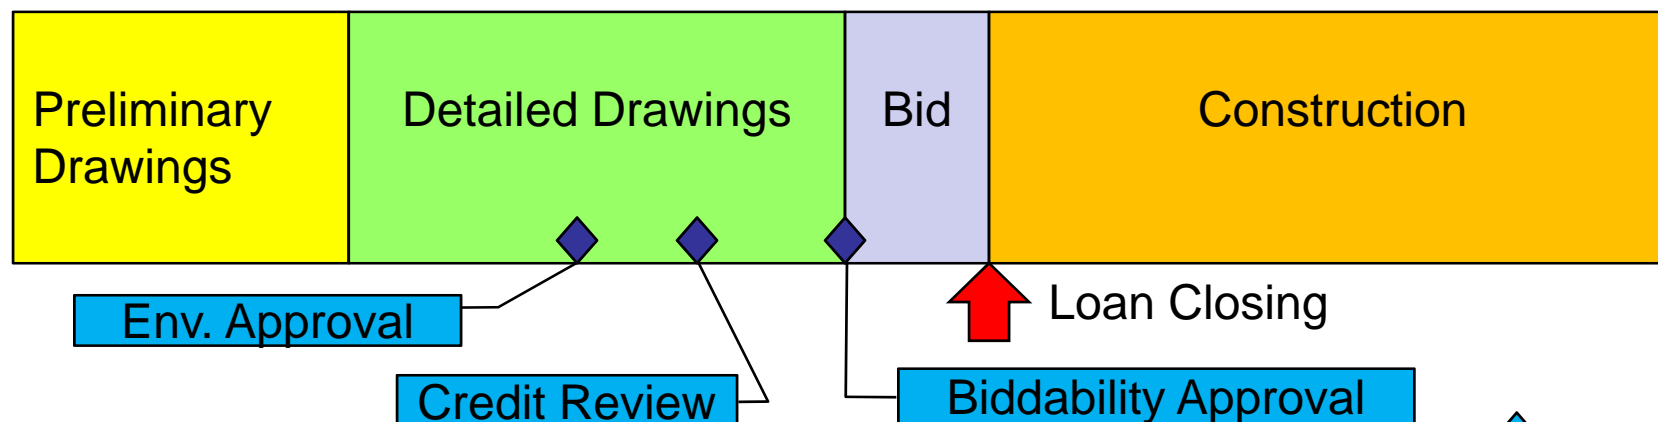 Preliminary
Drawings
Detailed Drawings
Bid
Construction
Loan Closing
Env. Approval
Credit Review
Biddability Approval